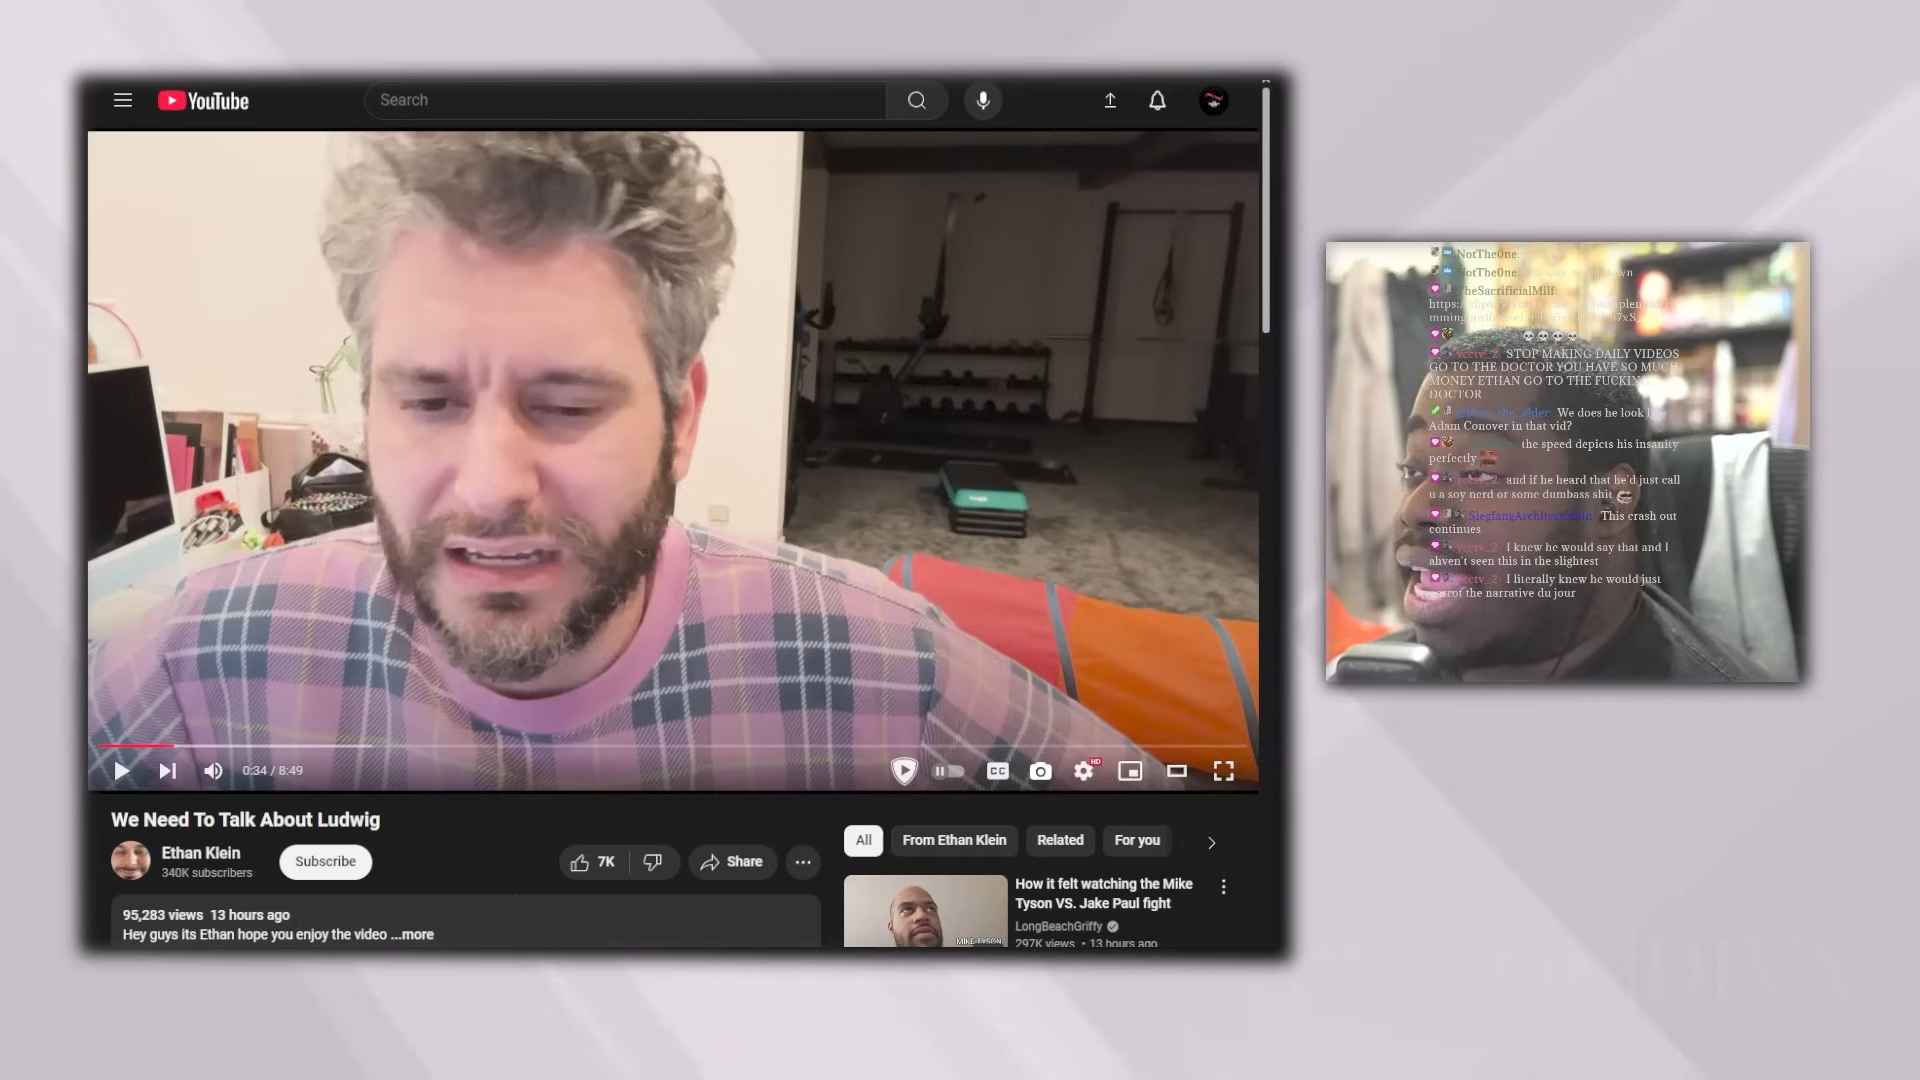 YouTube
Search
0:34 / 8:49
CC
HD
We Need To Talk About Ludwig
Ethan Klein
340K subscribers
Subscribe
7K
Share
95,283 views 13 hours ago
Hey guys its Ethan hope you enjoy the video ...more
All
From Ethan Klein
Related
For you
How it felt watching the Mike
Tyson VS. Jake Paul fight
LongBeachGriffy
297K views • 13 hours ago
MIKE TYSON
NotTheOne:
NotTheOne:
TheSacrificialMilf:
STOP MAKING DAILY VIDEOS
GO TO THE DOCTOR YOU HAVE SO MUCH
MONEY ETHAN GO TO THE FUCKING
DOCTOR
We does he look
Adam Conover in that vid?
the speed depicts his insanity
perfectly
and if he heard that he'd just call
u a soy nerd or some dumbass shit
This crash out
continues
I knew he would say that and I
ahven't seen this in the slightest
I literally knew he would just
the narrative du jour